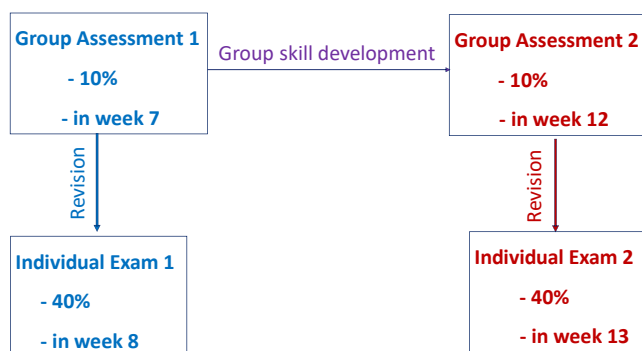 Group Assessment 1
- 10%
- in week 7
Group skill development
Group Assessment 2
- 10%
- in week 12
Revision
Revision
Individual Exam 1
- 40%
- in week 8
Individual Exam 2
- 40%
- in week 13